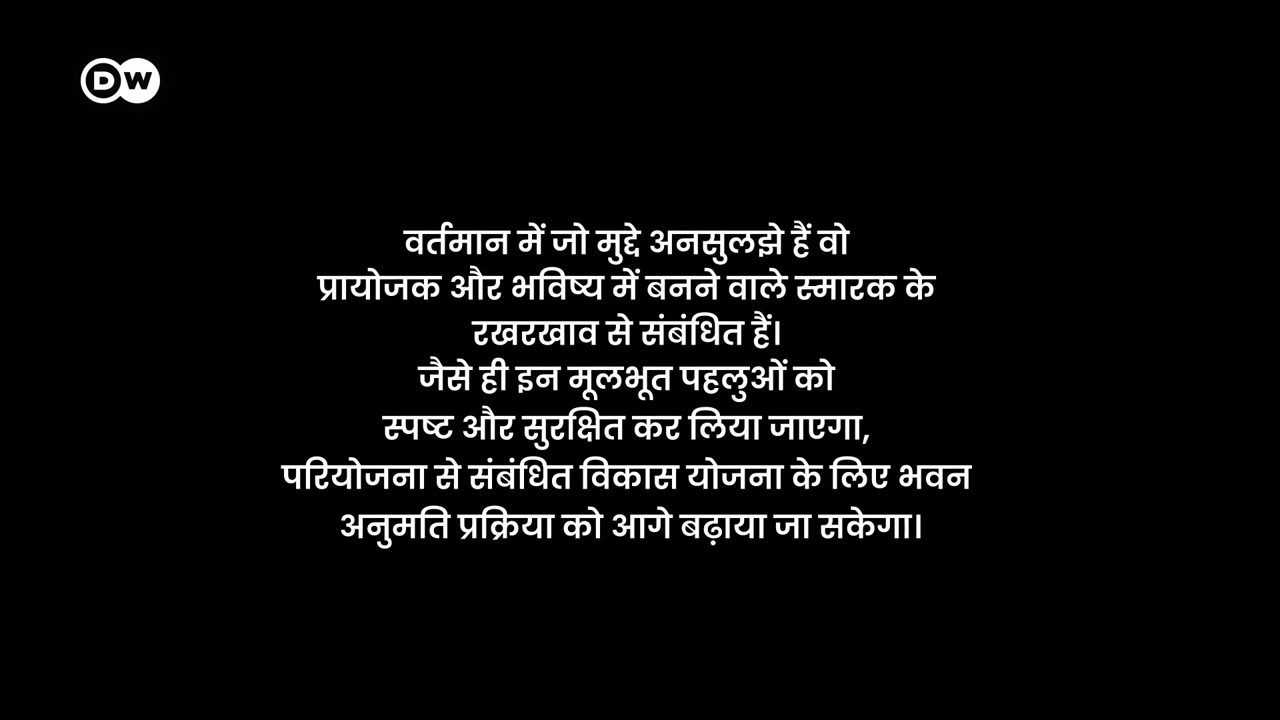 DW
वर्तमान में जो मुद्दे अनसुलझे हैं वो
प्रायोजक और भविष्य में बनने वाले स्मारक के
रखरखाव से संबंधित हैं।
जैसे ही इन मूलभूत पहलुओं को
स्पष्ट और सुरक्षित कर लिया जाएगा,
परियोजना से संबंधित विकास योजना के लिए भवन
अनुमति प्रक्रिया को आगे बढ़ाया जा सकेगा।